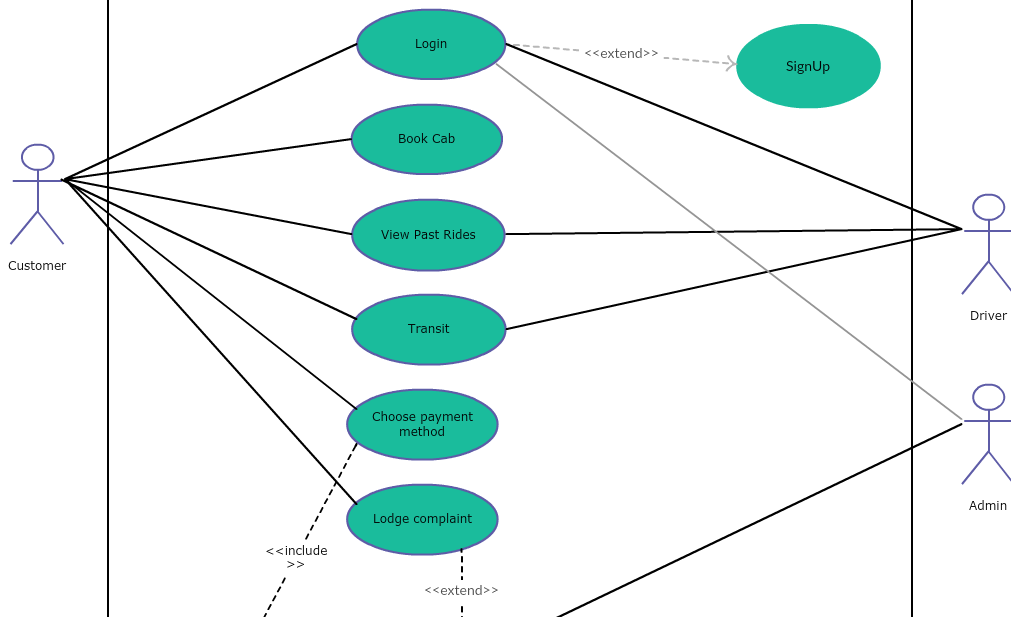 Login
<<extend>>
SignUp
Book Cab
Customer
View Past Rides
Driver
Transit
Choose payment
method
Admin
Lodge complaint
<<include
>>
<<extend>>